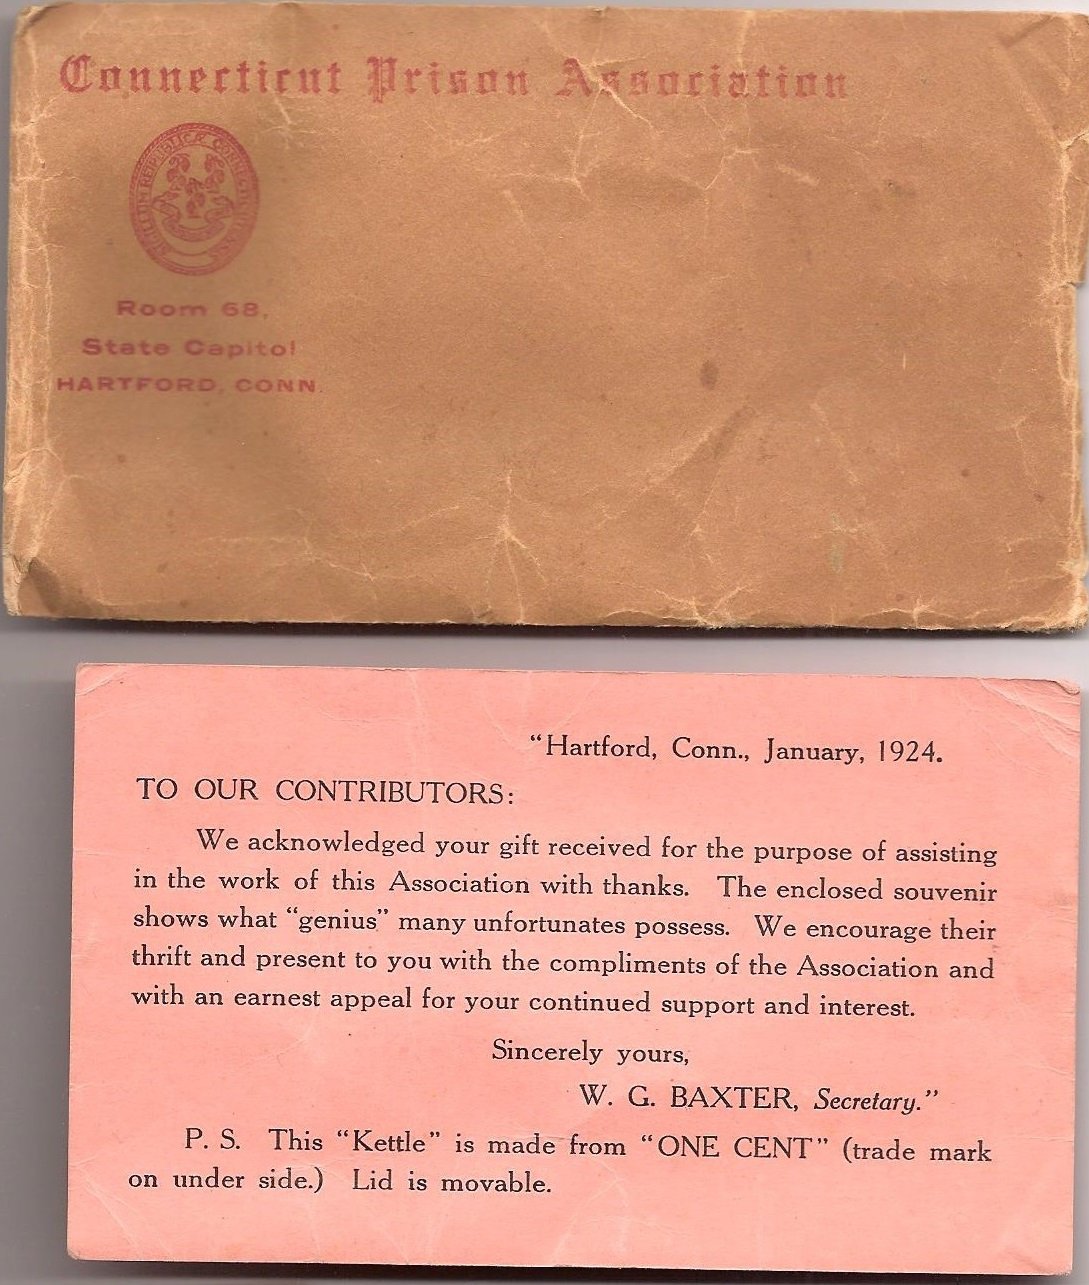 Connecticut Prison Association
SIGILLUM REIPUBLICÆ CONNECTICUTENSIS
Room 68,
State Capitol
HARTFORD, CONN.
“Hartford, Conn., January, 1924.
TO OUR CONTRIBUTORS:
We acknowledged your gift received for the purpose of assisting
in the work of this Association with thanks. The enclosed souvenir
shows what “genius” many unfortunates possess. We encourage their
thrift and present to you with the compliments of the Association and
with an earnest appeal for your continued support and interest.
Sincerely yours,
W. G. BAXTER, Secretary.”
P. S. This “Kettle” is made from “ONE CENT” (trade mark
on under side.) Lid is movable.